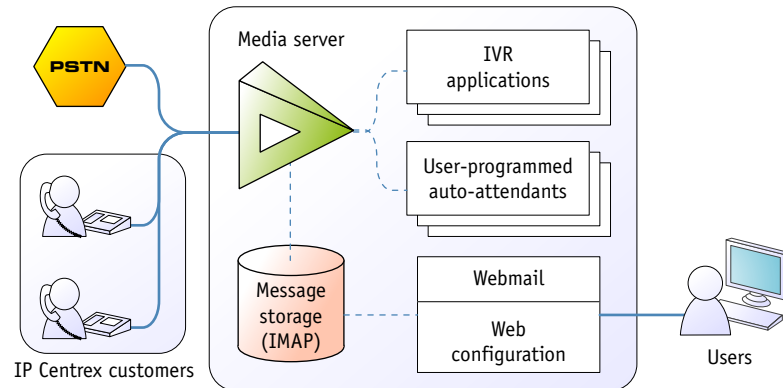 PSTN
Media server
IVR
applications
User-programmed
auto-attendants
Message
storage
(IMAP)
Webmail
Web
configuration
IP Centrex customers
Users